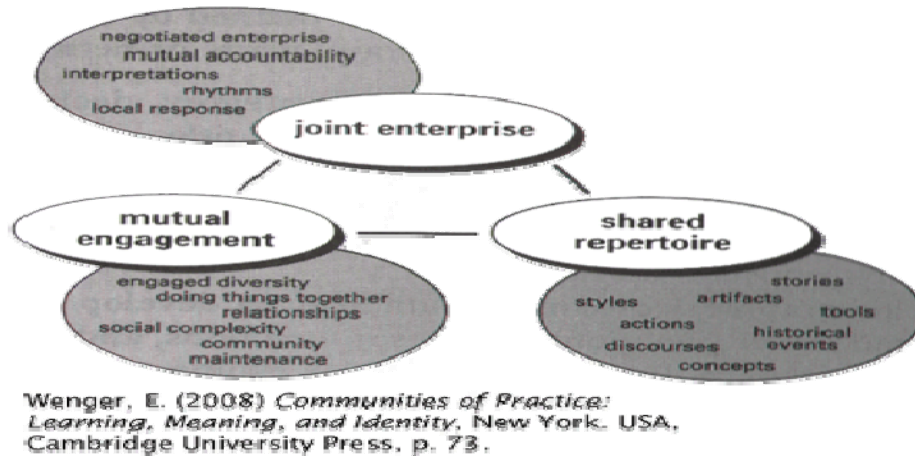 negotiated enterprise
mutual accountability
interpretations
rhythms
local response
joint enterprise
mutual
engagement
shared
repertoire
engaged diversity
doing things together
relationships
social complexity
community
maintenance
stories
styles
artifacts
tools
actions
historical
events
discourses
concepts
Wenger, E. (2008) Communities of Practice:
Learning, Meaning, and Identity, New York. USA,
Cambridge University Press, p. 73.